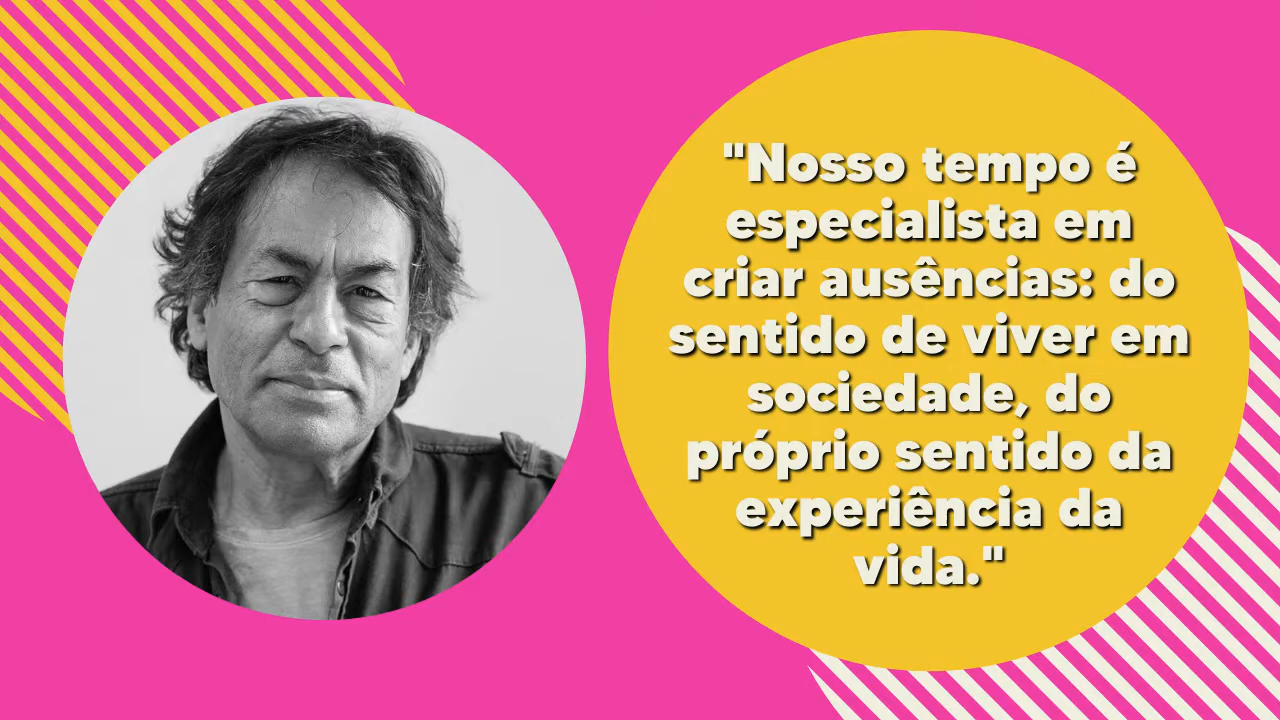 "Nosso tempo é
especialista em
criar ausências: do
sentido de viver em
sociedade, do
próprio sentido da
experiência da
vida."